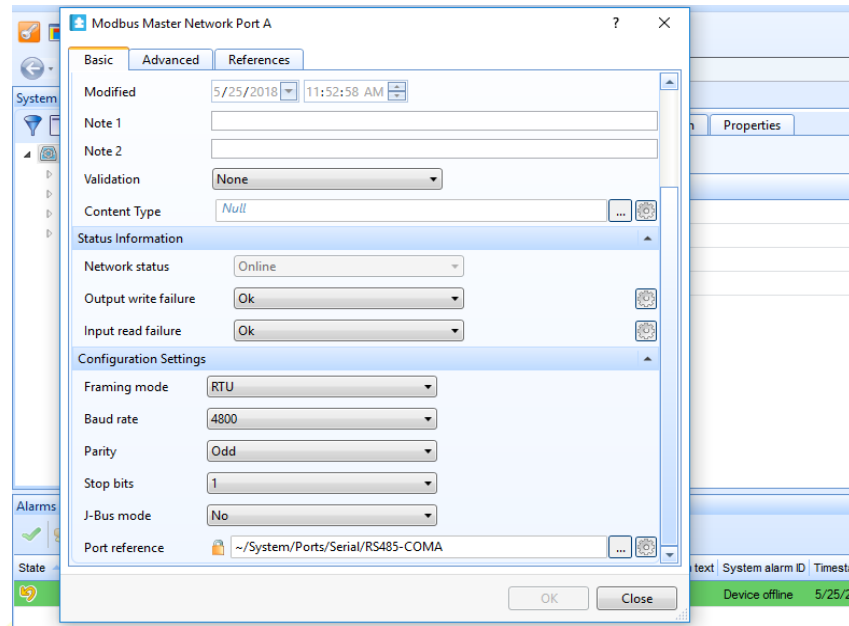 Modbus Master Network Port A
?
Basic Advanced References
System
Modified 5/25/2018 11:52:58 AM
Properties
Note 1
Note 2
Validation None
Content Type Null ...
Status Information
Network status Online
Output write failure Ok
Input read failure Ok
Configuration Settings
Framing mode RTU
Baud rate 4800
Parity Odd
Stop bits 1
J-Bus mode No
Alarms
Port reference ~/System/Ports/Serial/RS485-COMA ...
State text System alarm ID Timest
OK Close
Device offline 5/25/2